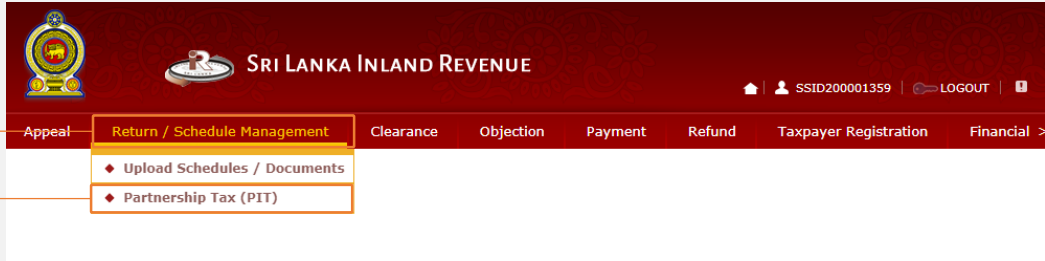 SRI LANKA INLAND REVENUE
SSID200001359 | LOGOUT |
Appeal Return / Schedule Management Clearance Objection Payment Refund Taxpayer Registration Financial >
Upload Schedules / Documents
Partnership Tax (PIT)